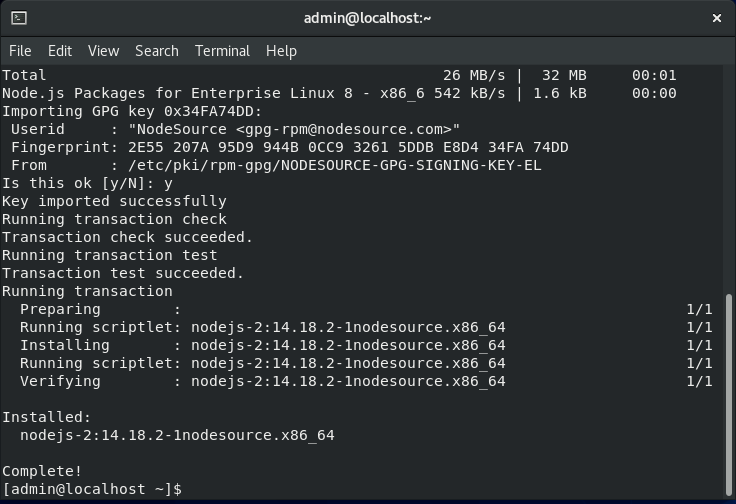 admin@localhost:~
File Edit View Search Terminal Help
Total 26 MB/s | 32 MB 00:01
Node.js Packages for Enterprise Linux 8 - x86_6 542 kB/s | 1.6 kB 00:00
Importing GPG key 0x34FA74DD:
Userid : "NodeSource <gpg-rpm@nodesource.com>"
Fingerprint: 2E55 207A 95D9 944B 0CC9 3261 5DDB E8D4 34FA 74DD
From : /etc/pki/rpm-gpg/NODESOURCE-GPG-SIGNING-KEY-EL
Is this ok [y/N]: y
Key imported successfully
Running transaction check
Transaction check succeeded.
Running transaction test
Transaction test succeeded.
Running transaction
Preparing : 1/1
Running scriptlet: nodejs-2:14.18.2-1nodesource.x86_64 1/1
Installing : nodejs-2:14.18.2-1nodesource.x86_64 1/1
Running scriptlet: nodejs-2:14.18.2-1nodesource.x86_64 1/1
Verifying : nodejs-2:14.18.2-1nodesource.x86_64 1/1
Installed:
nodejs-2:14.18.2-1nodesource.x86_64
Complete!
[admin@localhost ~]$